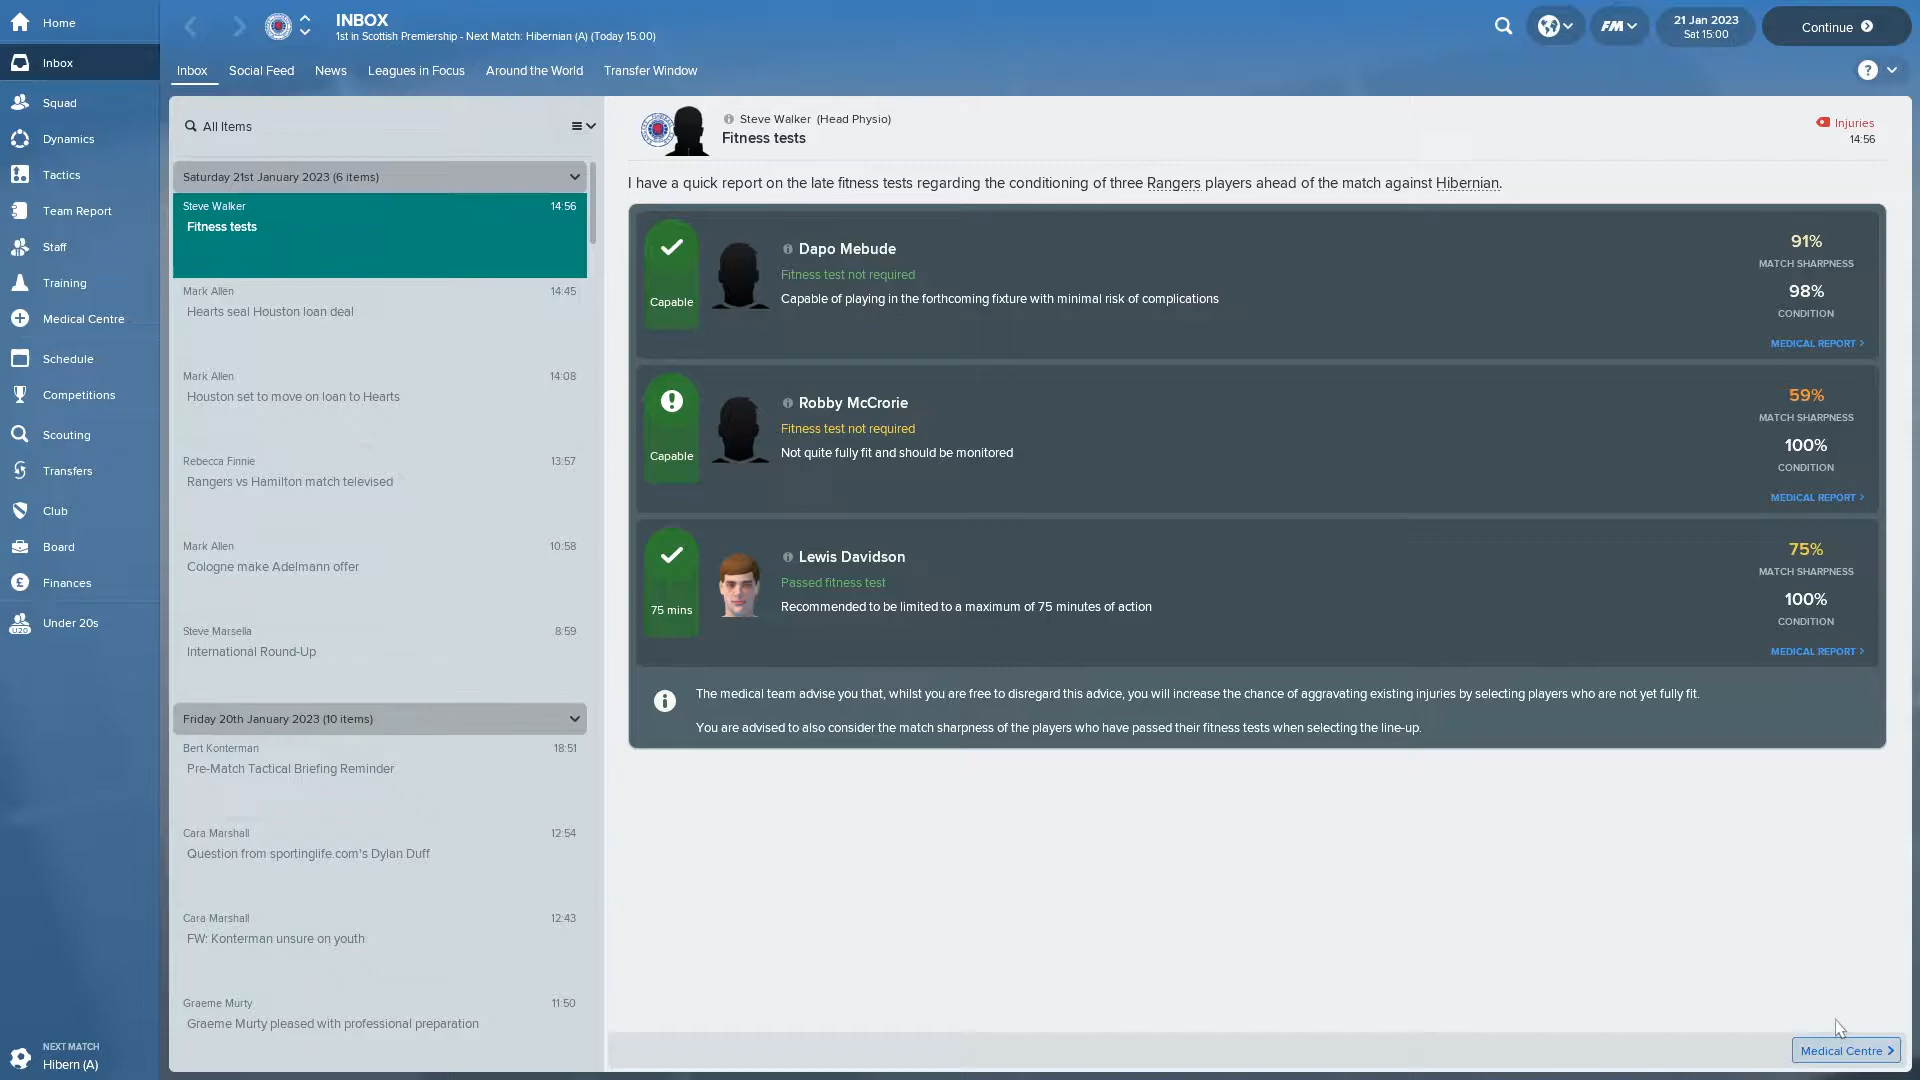 Home
Inbox
Squad
Dynamics
Tactics
Team Report
Staff
Training
Medical Centre
Schedule
Competitions
Scouting
Transfers
Club
Board
Finances
U20
Under 20s
NEXT MATCH
Hibern (A)
INBOX
1st in Scottish Premiership - Next Match: Hibernian (A) (Today 15:00)
FM
21 Jan 2023
Sat 15:00
Continue
Inbox
Social Feed
News
Leagues in Focus
Around the World
Transfer Window
?
All Items
Saturday 21st January 2023 (6 items)
Steve Walker 14:56
Fitness tests
Mark Allen 14:45
Hearts seal Houston loan deal
Mark Allen 14:08
Houston set to move on loan to Hearts
Rebecca Finnie 13:57
Rangers vs Hamilton match televised
Mark Allen 10:58
Cologne make Adelmann offer
Steve Marsella 8:59
International Round-Up
Friday 20th January 2023 (10 items)
Bert Konterman 18:51
Pre-Match Tactical Briefing Reminder
Cara Marshall 12:54
Question from sportinglife.com's Dylan Duff
Cara Marshall 12:43
FW: Konterman unsure on youth
Graeme Murty 11:50
Graeme Murty pleased with professional preparation
Steve Walker (Head Physio)
Fitness tests
Injuries
14:56
I have a quick report on the late fitness tests regarding the conditioning of three Rangers players ahead of the match against Hibernian.
Capable
Dapo Mebude
Fitness test not required
Capable of playing in the forthcoming fixture with minimal risk of complications
91%
MATCH SHARPNESS
98%
CONDITION
MEDICAL REPORT >
Capable
Robby McCrorie
Fitness test not required
Not quite fully fit and should be monitored
59%
MATCH SHARPNESS
100%
CONDITION
MEDICAL REPORT >
75 mins
Lewis Davidson
Passed fitness test
Recommended to be limited to a maximum of 75 minutes of action
75%
MATCH SHARPNESS
100%
CONDITION
MEDICAL REPORT >
The medical team advise you that, whilst you are free to disregard this advice, you will increase the chance of aggravating existing injuries by selecting players who are not yet fully fit.
You are advised to also consider the match sharpness of the players who have passed their fitness tests when selecting the line-up.
Medical Centre >